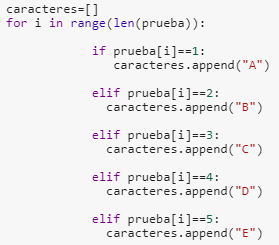 caracteres=[]
for i in range(len(prueba)):
if prueba[i]==1:
caracteres.append("A")
elif prueba[i]==2:
caracteres.append("B")
elif prueba[i]==3:
caracteres.append("C")
elif prueba[i]==4:
caracteres.append("D")
elif prueba[i]==5:
caracteres.append("E")